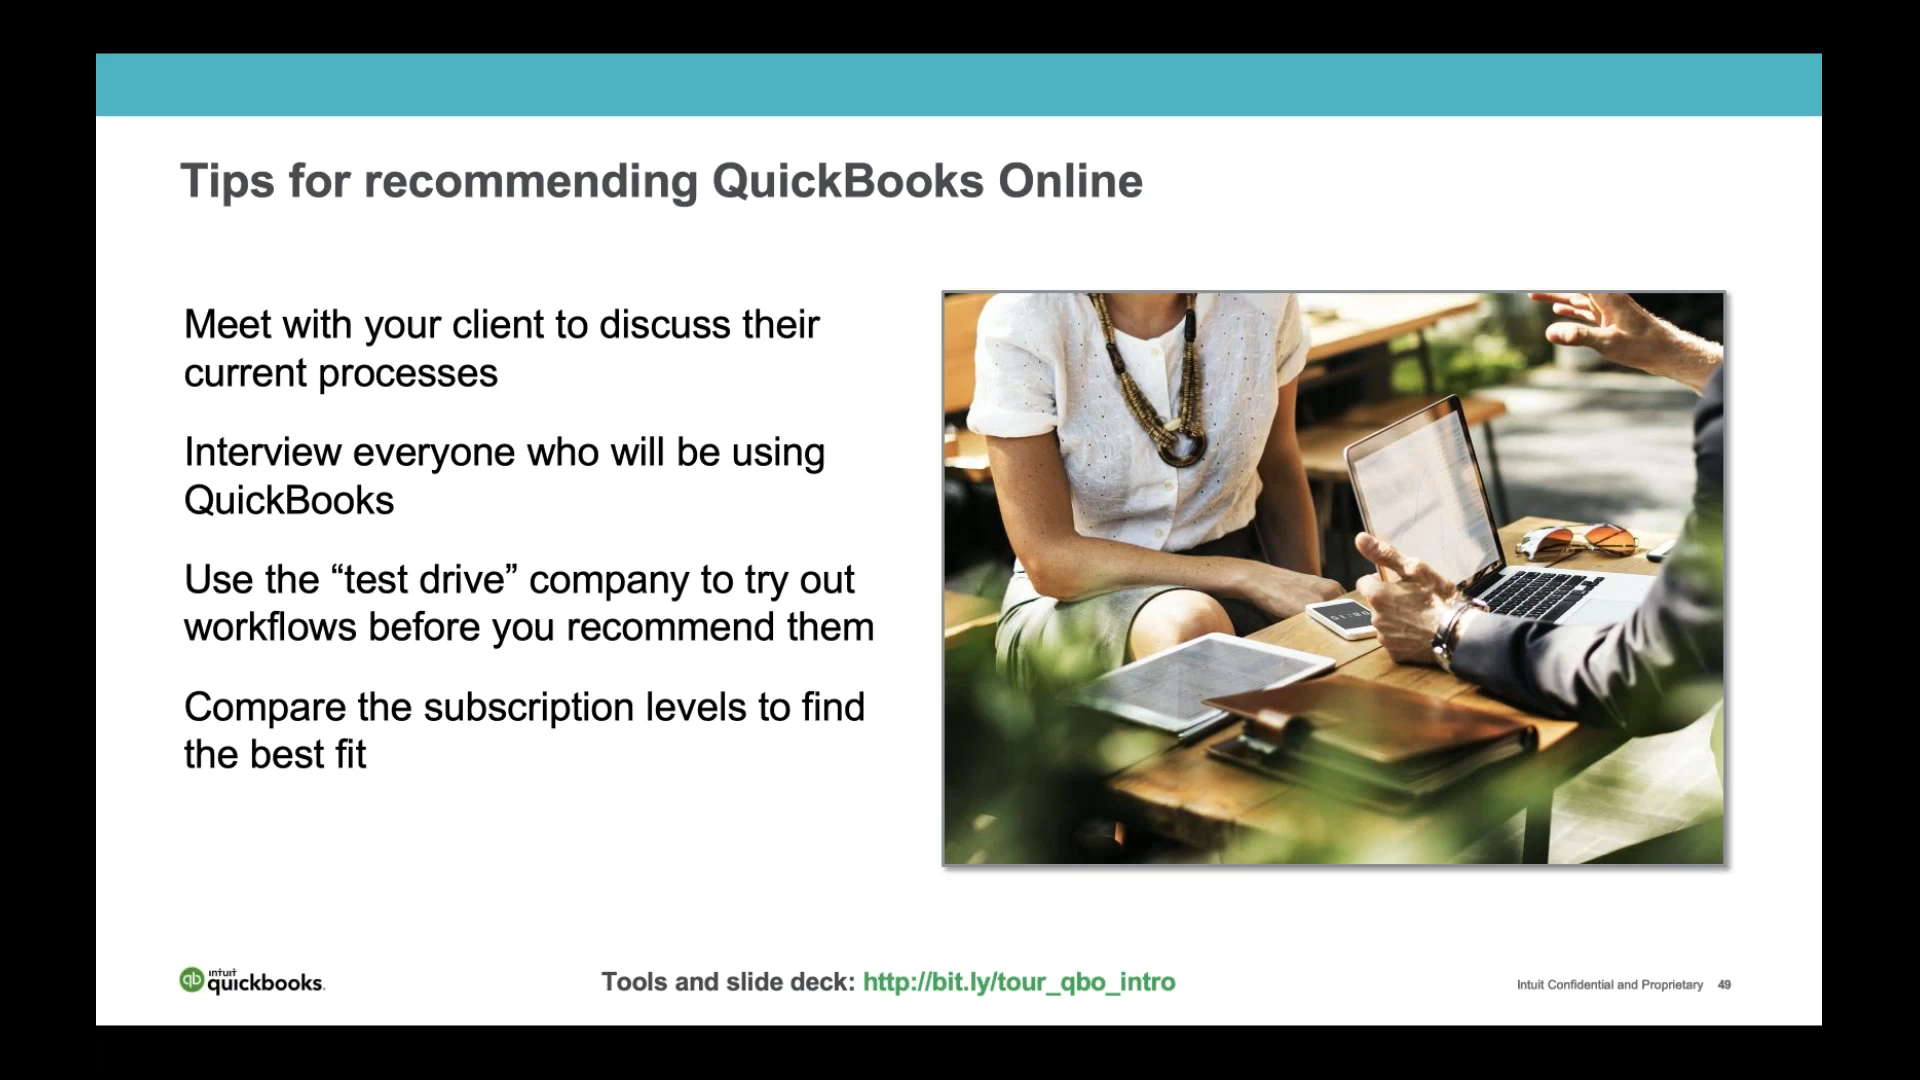 Tips for recommending QuickBooks Online
Meet with your client to discuss their
current processes
Interview everyone who will be using
QuickBooks
Use the “test drive” company to try out
workflows before you recommend them
Compare the subscription levels to find
the best fit
qb intuit quickbooks.
Tools and slide deck: http://bit.ly/tour_qbo_intro
Intuit Confidential and Proprietary 49